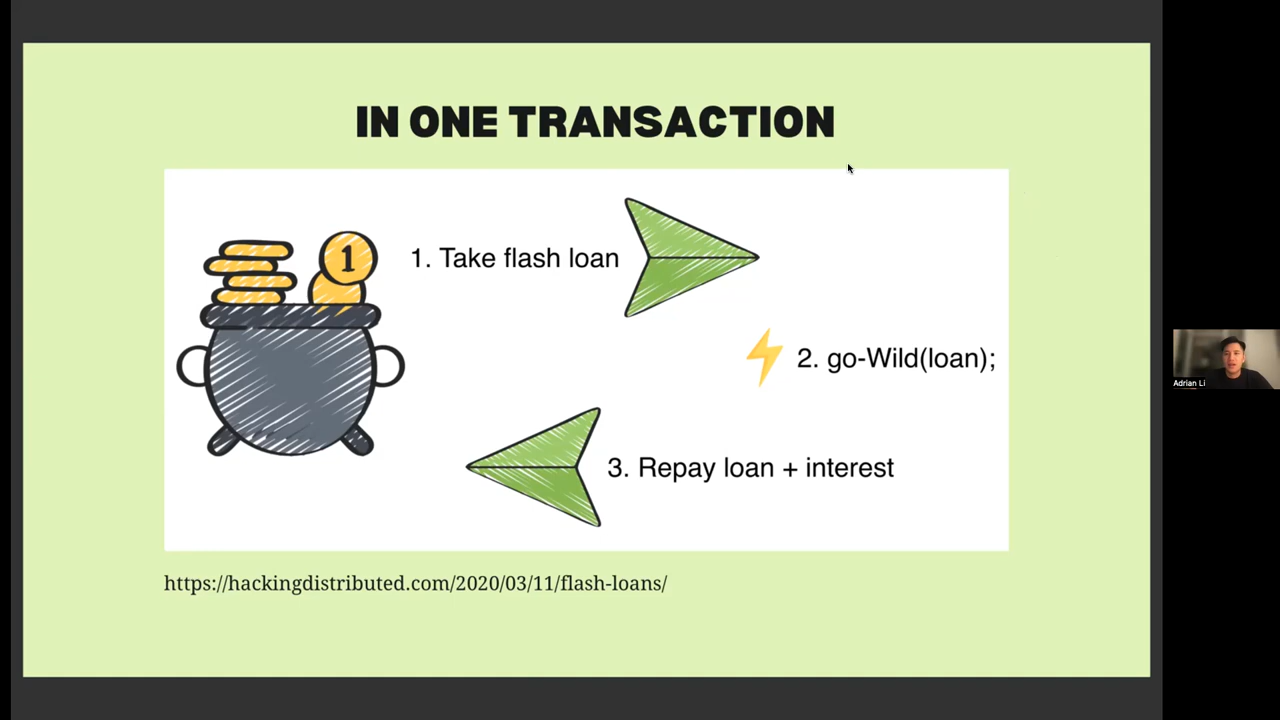 IN ONE TRANSACTION
1
1. Take flash loan
2. go-Wild(loan);
3. Repay loan + interest
https://hackingdistributed.com/2020/03/11/flash-loans/
Adrian Li